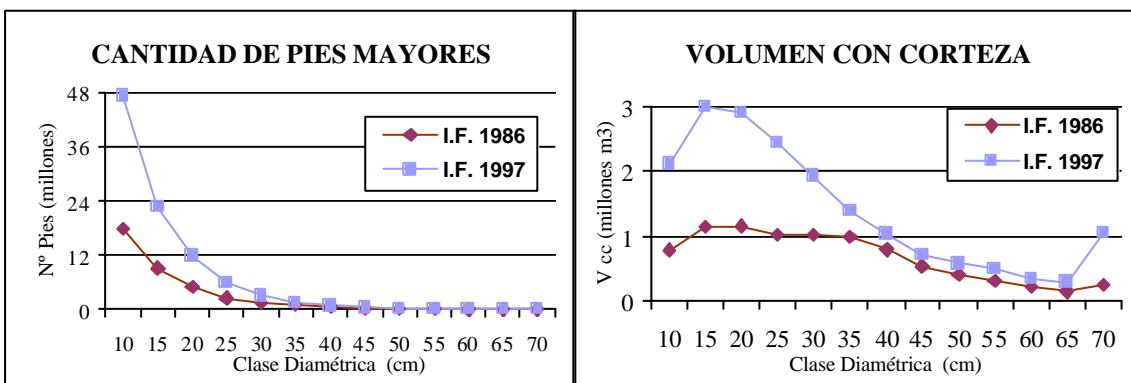 CANTIDAD DE PIES MAYORES
Nº Pies (millones)
48
36
24
12
0
I.F. 1986
I.F. 1997
10 15 20 25 30 35 40 45 50 55 60 65 70
Clase Diamétrica (cm)
VOLUMEN CON CORTEZA
V cc (millones m3)
3
2
1
0
I.F. 1986
I.F. 1997
10 15 20 25 30 35 40 45 50 55 60 65 70
Clase Diamétrica (cm)